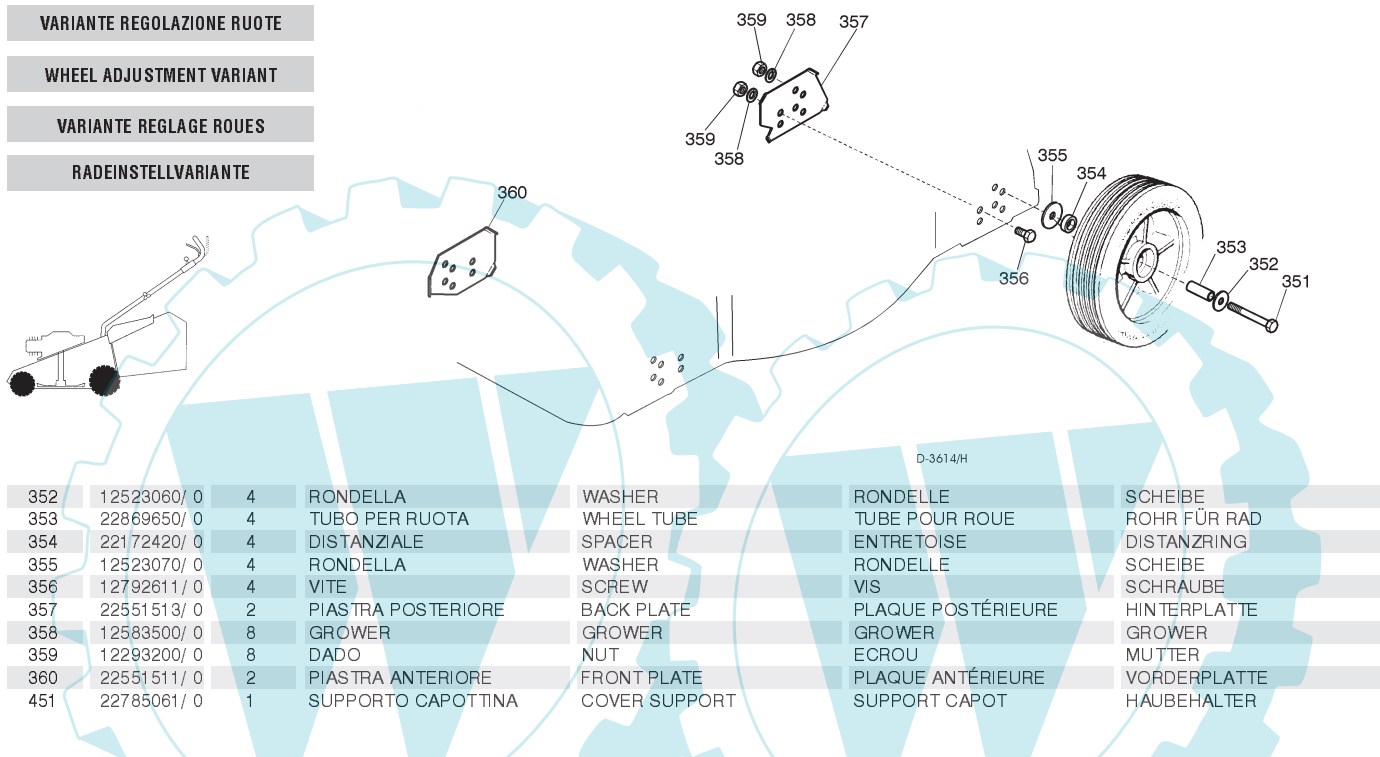 VARIANTE REGOLAZIONE RUOTE
WHEEL ADJUSTMENT VARIANT
VARIANTE REGLAGE ROUES
RADEINSTELLVARIANTE
359 358 357
359
358
360
355
354
356
353
352
351
D-3614/H
352 12523060/ 0 4 RONDELLA WASHER RONDELLE SCHEIBE
353 22869650/ 0 4 TUBO PER RUOTA WHEEL TUBE TUBE POUR ROUE ROHR FÜR RAD
354 22172420/ 0 4 DISTANZIALE SPACER ENTRETOISE DISTANZRING
355 12523070/ 0 4 RONDELLA WASHER RONDELLE SCHEIBE
356 12792611/ 0 4 VITE SCREW VIS SCHRAUBE
357 22551513/ 0 2 PIASTRA POSTERIORE BACK PLATE PLAQUE POSTÉRIEURE HINTERPLATTE
358 12583500/ 0 8 GROWER GROWER GROWER GROWER
359 12293200/ 0 8 DADO NUT ECROU MUTTER
360 22551511/ 0 2 PIASTRA ANTERIORE FRONT PLATE PLAQUE ANTÉRIEURE VORDERPLATTE
451 22785061/ 0 1 SUPPORTO CAPOTTINA COVER SUPPORT SUPPORT CAPOT HAUBEHALTER